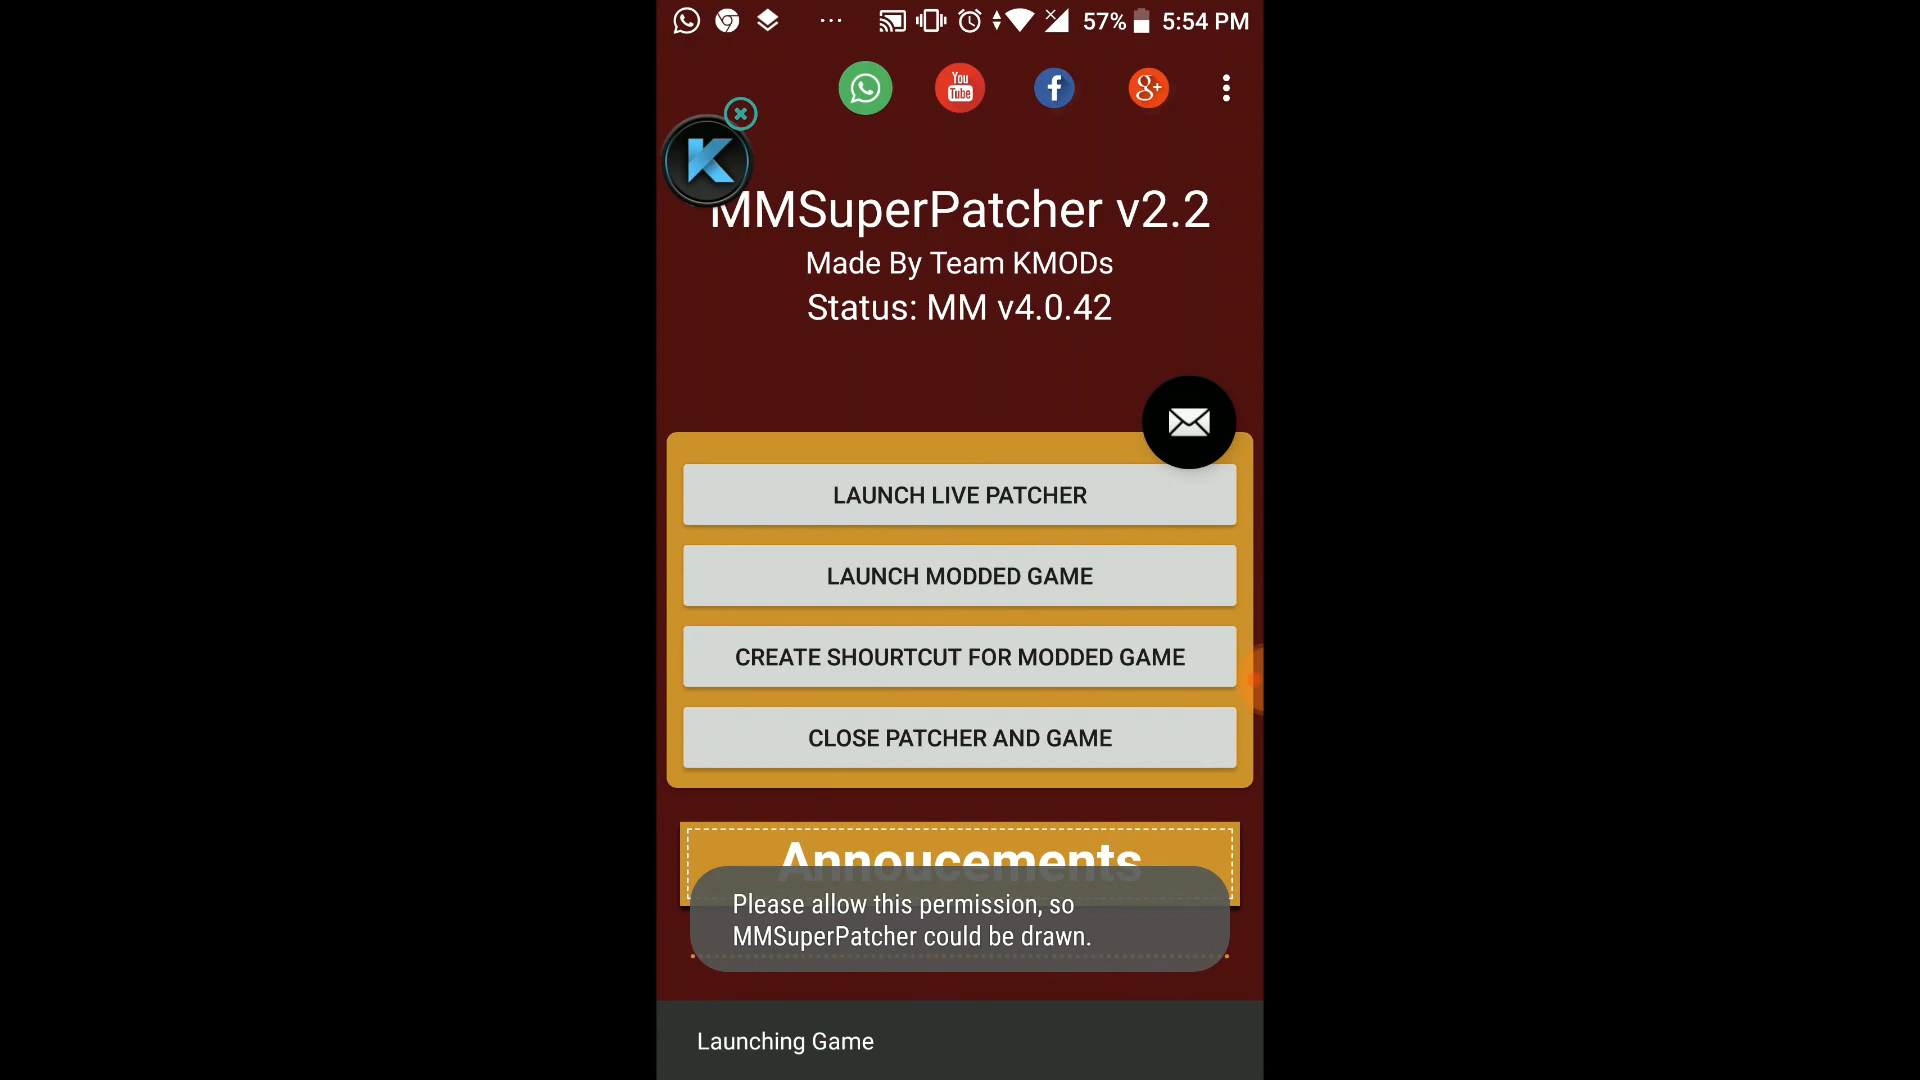 57% 5:54 PM
You
Tube
f
g+
K
MMSuperPatcher v2.2
Made By Team KMODs
Status: MM v4.0.42
LAUNCH LIVE PATCHER
LAUNCH MODDED GAME
CREATE SHOURTCUT FOR MODDED GAME
CLOSE PATCHER AND GAME
Annoucements
Please allow this permission, so
MMSuperPatcher could be drawn.
Launching Game